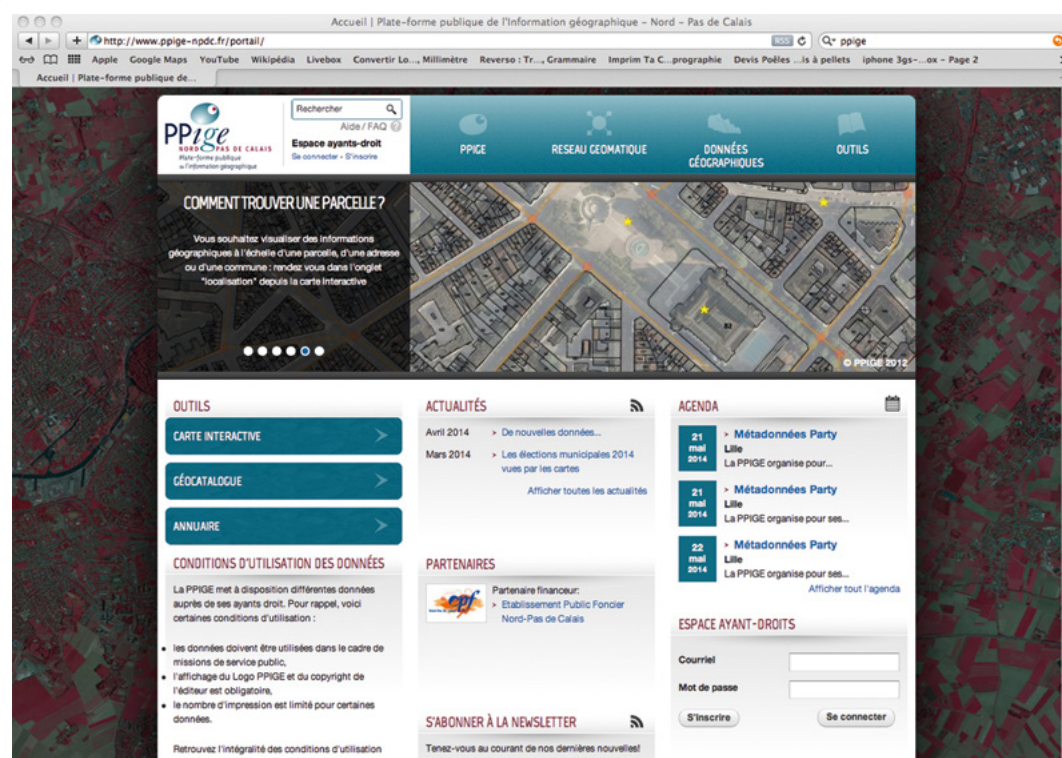 Accueil | Plate-forme publique de l'Information géographique – Nord – Pas de Calais
http://www.ppige-npdc.fr/portail/
RSS
ppige
Apple Google Maps YouTube Wikipédia Livebox Convertir Lo..., Millimètre Reverso : Tr..., Grammaire Imprim Ta C...prographie Devis Poêles ...is à pellets iphone 3gs-...ox - Page 2
Accueil | Plate-forme publique de...
PPige
NORD PAS DE CALAIS
Plate-forme publique
de l'information géographique
Rechercher
Aide / FAQ
Espace ayants-droit
Se connecter - S'inscrire
PPIGE
RESEAU GEOMATIQUE
DONNÉES
GÉOGRAPHIQUES
OUTILS
COMMENT TROUVER UNE PARCELLE ?
Vous souhaitez visualiser des informations
géographiques à l'échelle d'une parcelle, d'une adresse
ou d'une commune : rendez vous dans l'onglet
"localisation" depuis la carte interactive
© PPIGE 2012
OUTILS
CARTE INTERACTIVE
GÉOCATALOGUE
ANNUAIRE
CONDITIONS D'UTILISATION DES DONNÉES
La PPIGE met à disposition différentes données
auprès de ses ayants droit. Pour rappel, voici
certaines conditions d'utilisation :
les données doivent être utilisées dans le cadre de
missions de service public,
l'affichage du Logo PPIGE et du copyright de
l'éditeur est obligatoire,
le nombre d'impression est limité pour certaines
données.
Retrouvez l'intégralité des conditions d'utilisation
ACTUALITÉS
Avril 2014 > De nouvelles données...
Mars 2014 > Les élections municipales 2014
vues par les cartes
Afficher toutes les actualités
PARTENAIRES
epf
Partenaire financeur:
> Etablissement Public Foncier
Nord-Pas de Calais
S'ABONNER À LA NEWSLETTER
Tenez-vous au courant de nos dernières nouvelles!
AGENDA
21
mai
2014
> Métadonnées Party
Lille
La PPIGE organise pour...
21
mai
2014
> Métadonnées Party
Lille
La PPIGE organise pour ses...
22
mai
2014
> Métadonnées Party
Lille
La PPIGE organise pour ses...
Afficher tout l'agenda
ESPACE AYANT-DROITS
Courriel
Mot de passe
S'inscrire
Se connecter